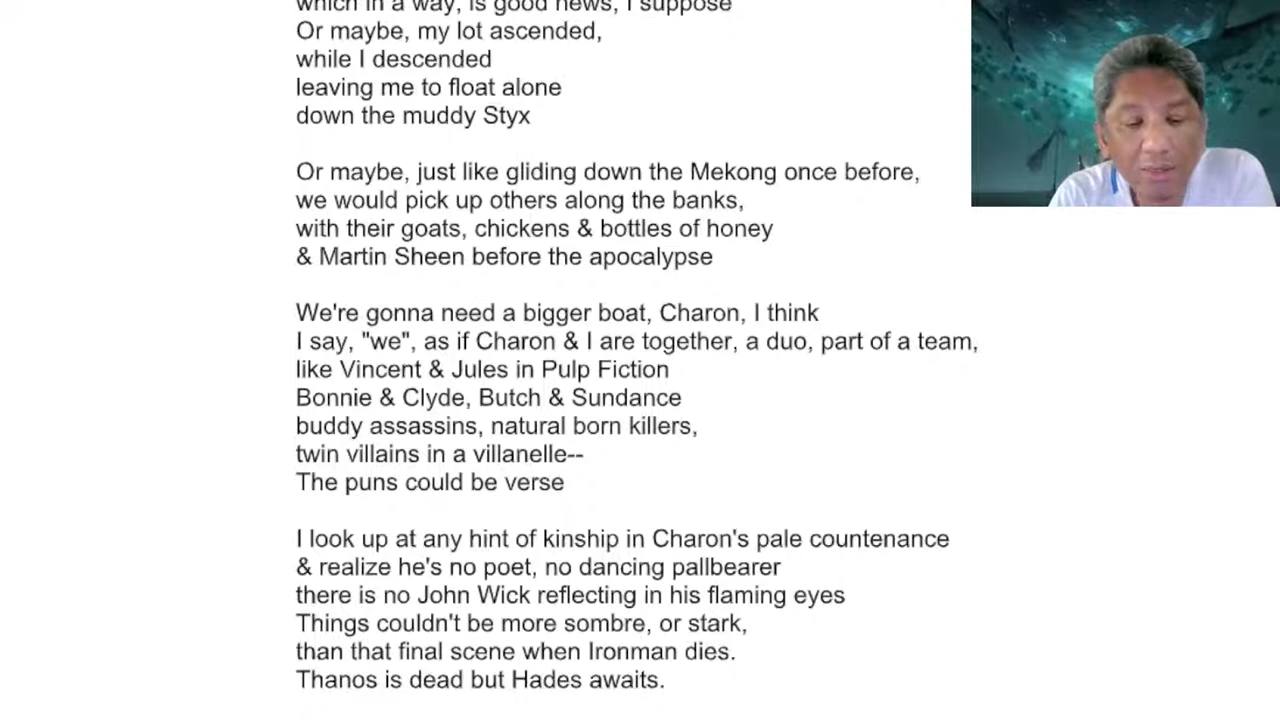 which in a way, is good news, I suppose
Or maybe, my lot ascended,
while I descended
leaving me to float alone
down the muddy Styx
Or maybe, just like gliding down the Mekong once before,
we would pick up others along the banks,
with their goats, chickens & bottles of honey
& Martin Sheen before the apocalypse
We're gonna need a bigger boat, Charon, I think
I say, "we", as if Charon & I are together, a duo, part of a team,
like Vincent & Jules in Pulp Fiction
Bonnie & Clyde, Butch & Sundance
buddy assassins, natural born killers,
twin villains in a villanelle--
The puns could be verse
I look up at any hint of kinship in Charon's pale countenance
& realize he's no poet, no dancing pallbearer
there is no John Wick reflecting in his flaming eyes
Things couldn't be more sombre, or stark,
than that final scene when Ironman dies.
Thanos is dead but Hades awaits.